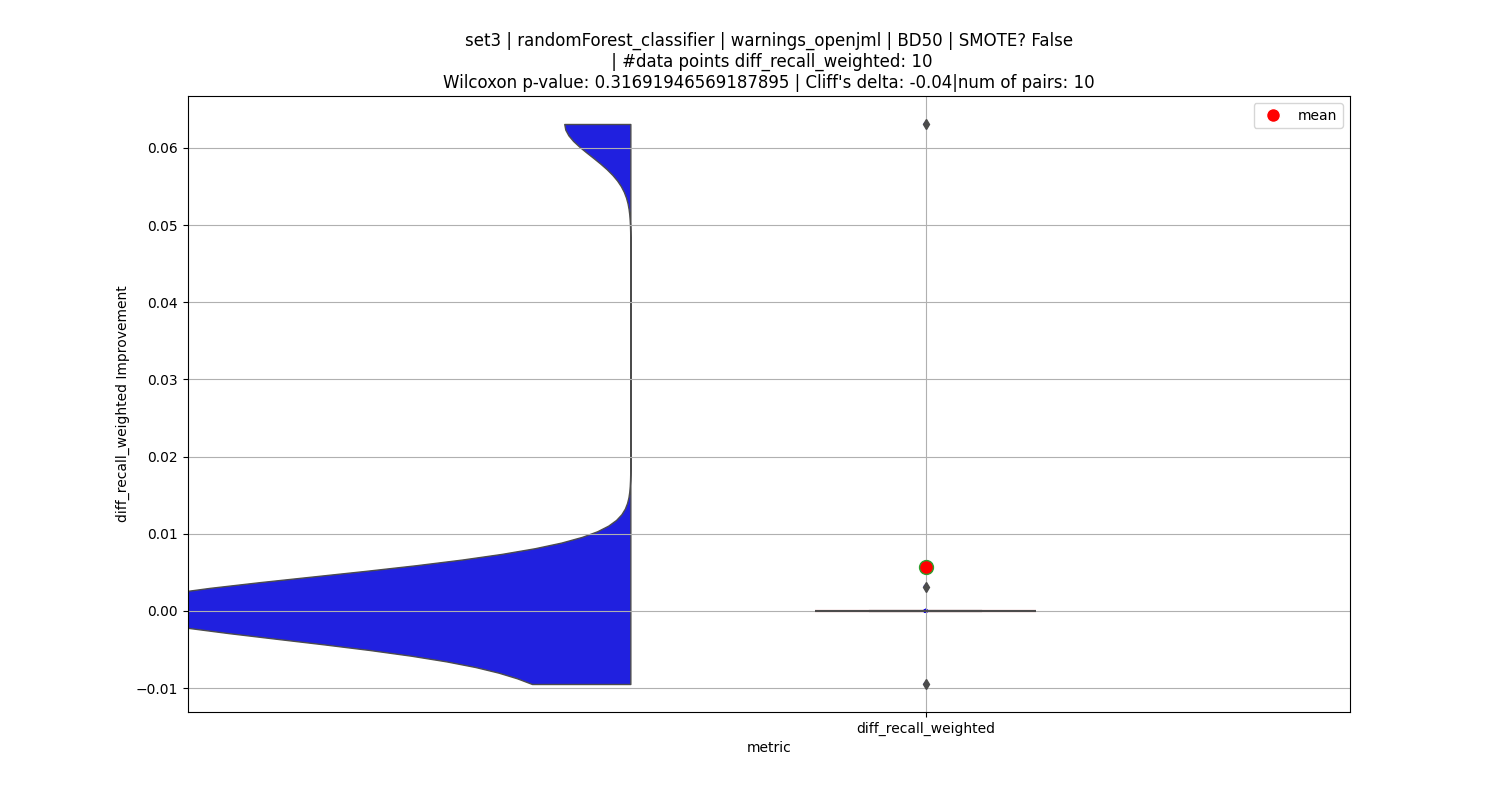 set3 | randomForest_classifier | warnings_openjml | BD50 | SMOTE? False
| #data points diff_recall_weighted: 10
Wilcoxon p-value: 0.31691946569187895 | Cliff's delta: -0.04|num of pairs: 10
mean
0.06
0.05
0.04
0.03
0.02
0.01
0.00
−0.01
diff_recall_weighted Improvement
diff_recall_weighted
metric